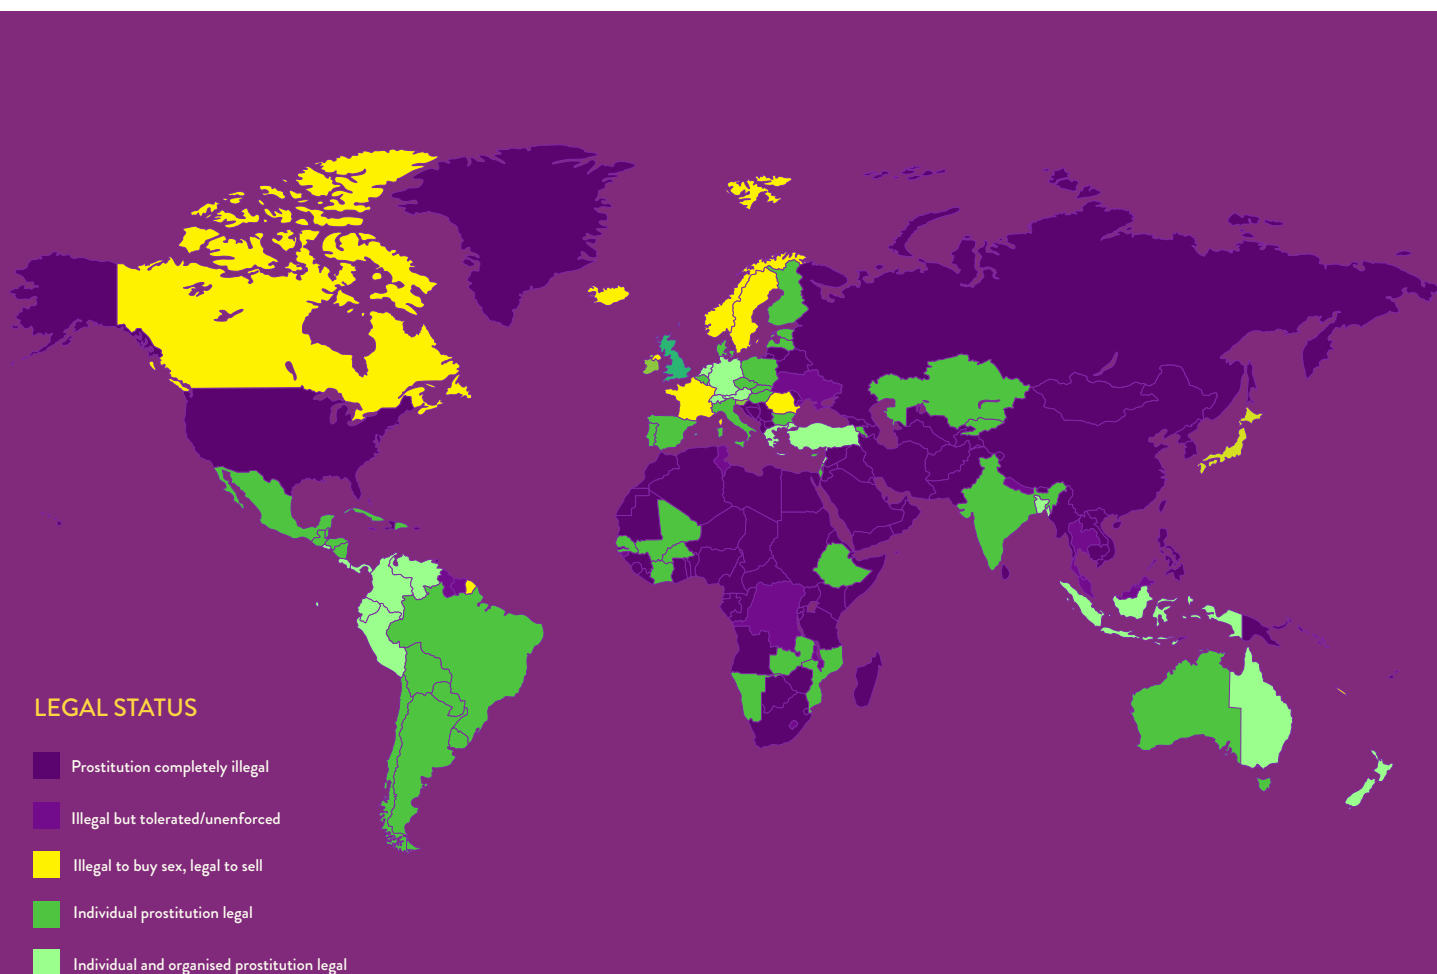 LEGAL STATUS
Prostitution completely illegal
Illegal but tolerated/unenforced
Illegal to buy sex, legal to sell
Individual prostitution legal
Individual and organised prostitution legal